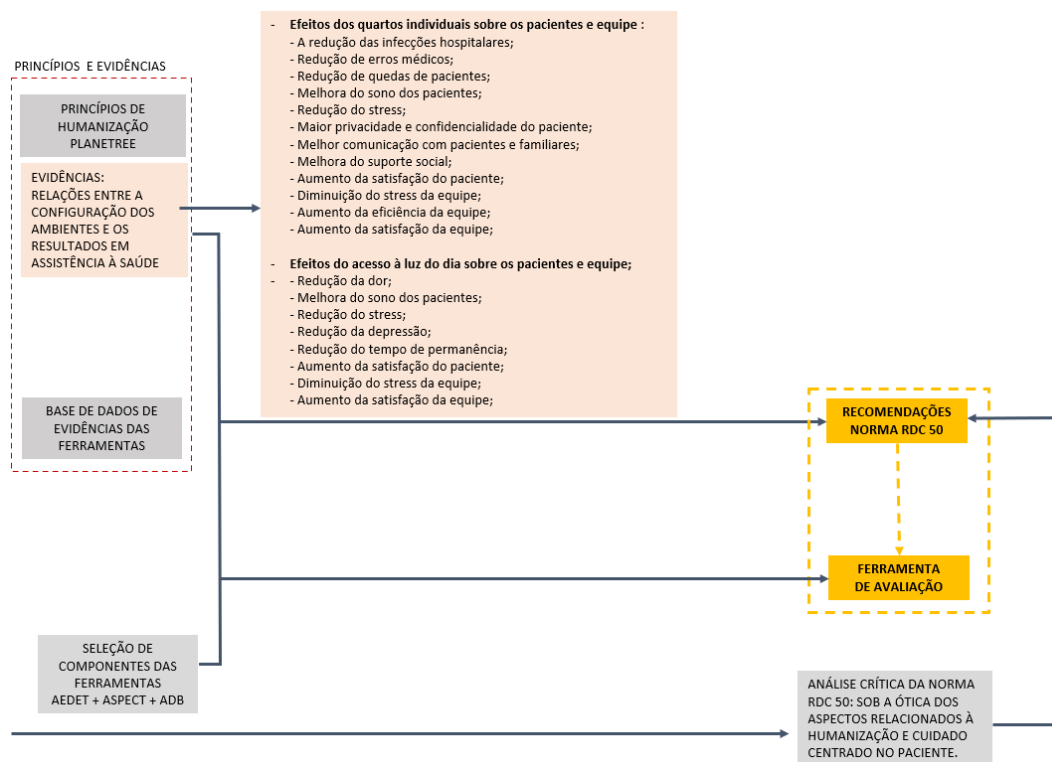 PRINCÍPIOS E EVIDÊNCIAS
PRINCÍPIOS DE
HUMANIZAÇÃO
PLANETREE
EVIDÊNCIAS:
RELAÇÕES ENTRE A
CONFIGURAÇÃO DOS
AMBIENTES E OS
RESULTADOS EM
ASSISTÊNCIA À SAÚDE
BASE DE DADOS DE
EVIDÊNCIAS DAS
FERRAMENTAS
SELEÇÃO DE
COMPONENTES DAS
FERRAMENTAS
AEDET + ASPECT + ADB
- Efeitos dos quartos individuais sobre os pacientes e equipe :
- A redução das infecções hospitalares;
- Redução de erros médicos;
- Redução de quedas de pacientes;
- Melhora do sono dos pacientes;
- Redução do stress;
- Maior privacidade e confidencialidade do paciente;
- Melhor comunicação com pacientes e familiares;
- Melhora do suporte social;
- Aumento da satisfação do paciente;
- Diminuição do stress da equipe;
- Aumento da eficiência da equipe;
- Aumento da satisfação da equipe;
- Efeitos do acesso à luz do dia sobre os pacientes e equipe;
- - Redução da dor;
- Melhora do sono dos pacientes;
- Redução do stress;
- Redução da depressão;
- Redução do tempo de permanência;
- Aumento da satisfação do paciente;
- Diminuição do stress da equipe;
- Aumento da satisfação da equipe;
RECOMENDAÇÕES
NORMA RDC 50
FERRAMENTA
DE AVALIAÇÃO
ANÁLISE CRÍTICA DA NORMA
RDC 50: SOB A ÓTICA DOS
ASPECTOS RELACIONADOS À
HUMANIZAÇÃO E CUIDADO
CENTRADO NO PACIENTE.